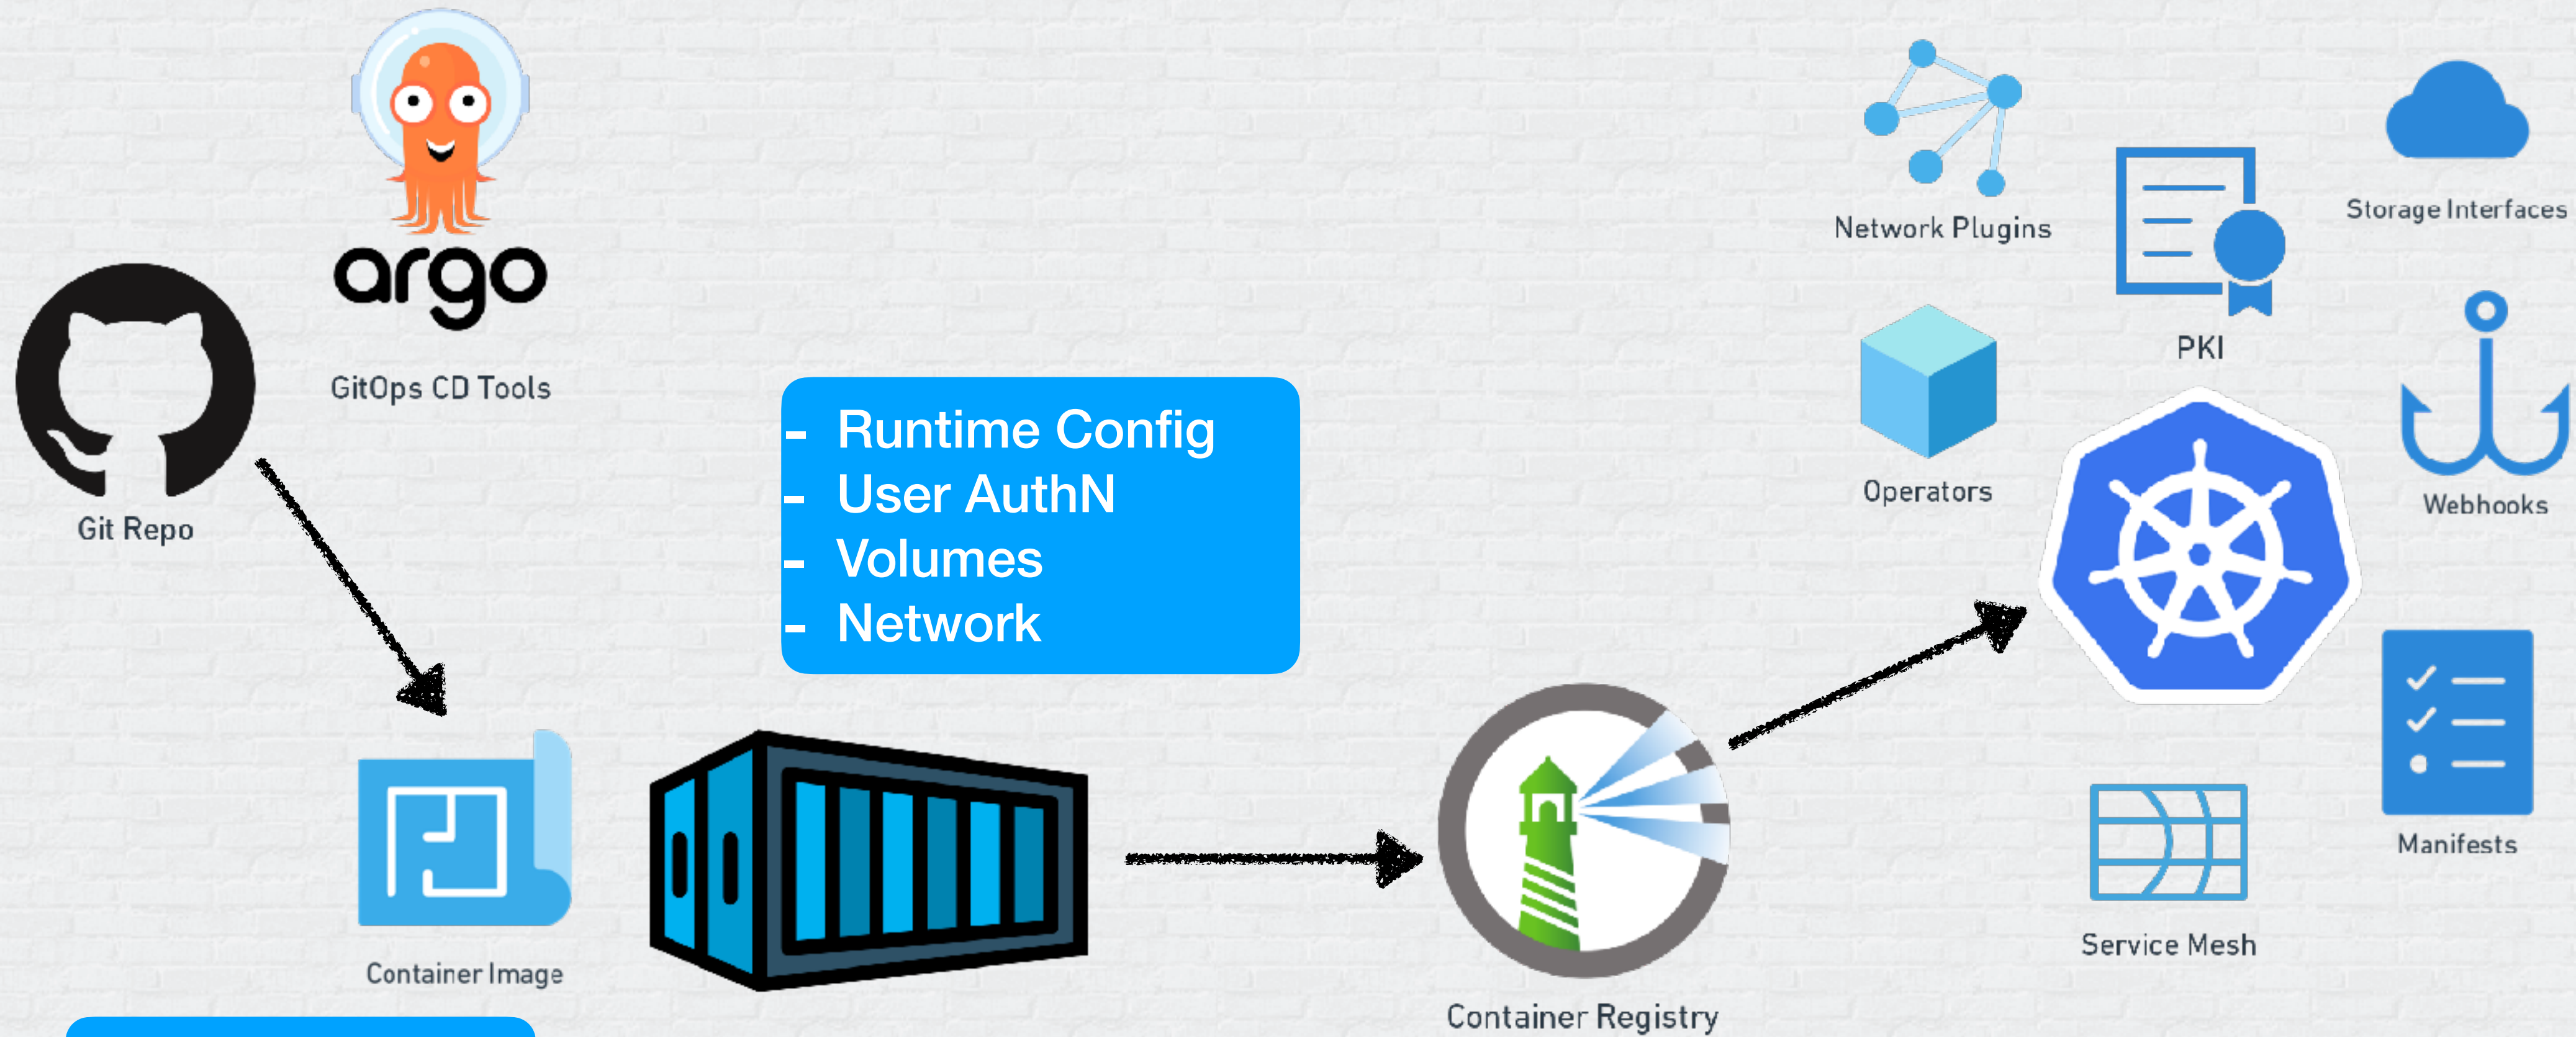 argo
GitOps CD Tools
Git Repo
- Runtime Config
- User AuthN
- Volumes
- Network
Container Image
Container Registry
Network Plugins
PKI
Storage Interfaces
Operators
Webhooks
Manifests
Service Mesh